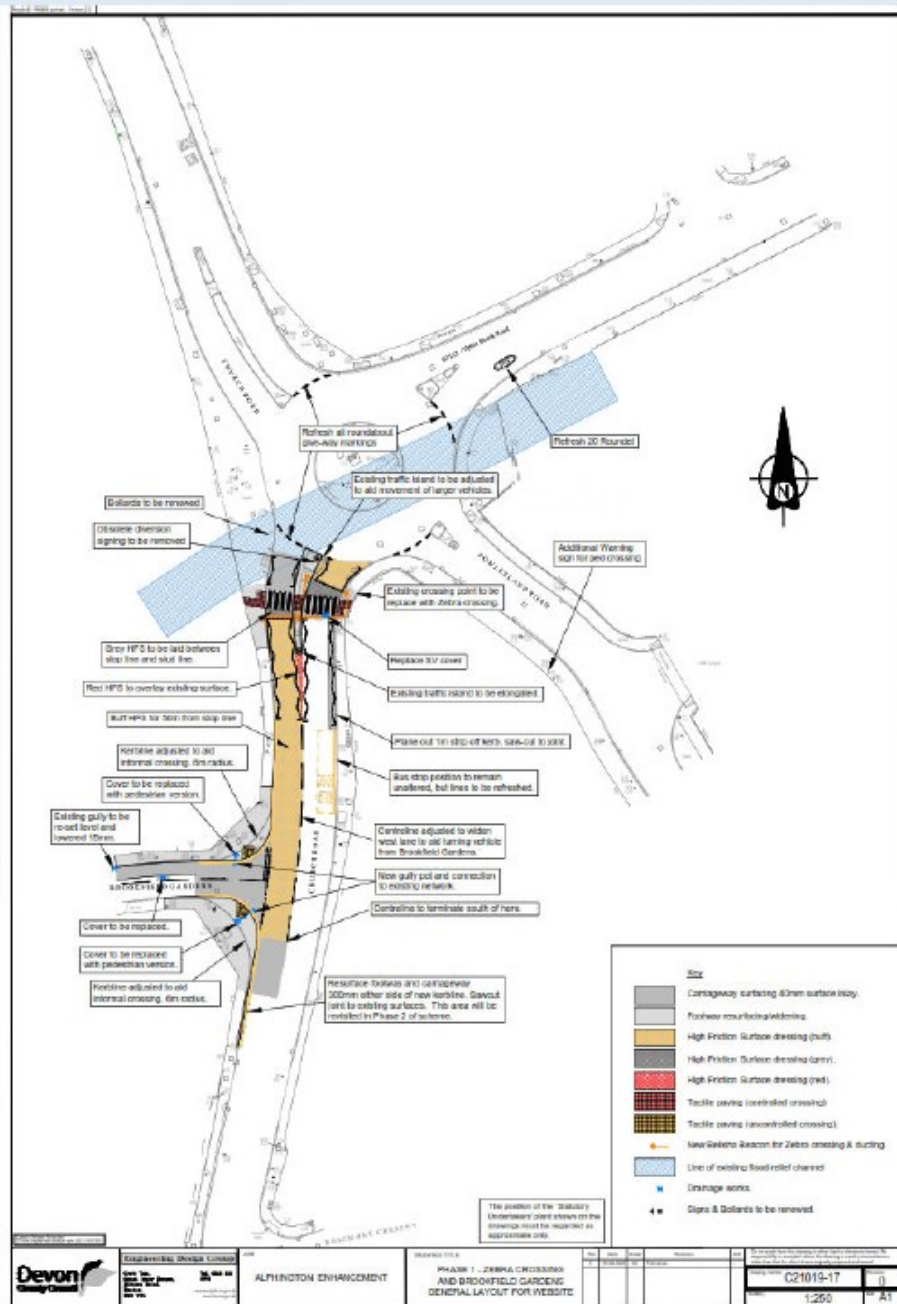 CHURCH ROAD
Refresh all roundabout
give-way markings
Refresh 20 Roundel
Existing traffic island to be adjusted
to aid movement of larger vehicles.
Bollards to be renewed
Obsolete diversion
signing to be removed
Additional Warning
sign for ped crossing
Existing crossing point to be
replace with Zebra crossing.
Grey HFS to be laid between
stop line and stud line.
Replace SV cover
Red HFS to overlay existing surface.
Existing traffic island to be elongated.
Buff HFS for 50m from stop line
Plane out 1m strip off kerb, saw-cut to joint.
Kerbline adjusted to aid
informal crossing. 6m radius.
Bus stop position to remain
unaltered, but lines to be refreshed.
Cover to be replaced
with pedestrian version.
Existing gully to be
re-set level and
lowered 15mm.
Centreline adjusted to widen
west lane to aid turning vehicle
from Brookfield Gardens.
CHURCH ROAD
BROOKFIELD GARDENS
New gully pot and connection
to existing network.
Centreline to terminate south of here.
Cover to be replaced.
Cover to be replaced
with pedestrian version.
Kerbline adjusted to aid
informal crossing. 6m radius.
Resurface footway and carriageway
300mm either side of new kerbline. Sawcut
joint to existing surfaces. This area will be
revisited in Phase 2 of scheme.
N
Key
Carriageway surfacing 40mm surface inlay.
Footway resurfacing/widening.
High Friction Surface dressing (buff).
High Friction Surface dressing (grey).
High Friction Surface dressing (red).
Tactile paving (controlled crossing)
Tactile paving (uncontrolled crossing).
New Belisha Beacon for Zebra crossing & ducting.
Line of existing flood relief channel
Drainage works.
Signs & Bollards to be renewed.
The position of the 'Statutory
Undertakers' plant shown on the
drawings must be regarded as
approximate only.
Devon
County Council
Engineering Design Group
ALPHINGTON ENHANCEMENT
PHASE 1 - ZEBRA CROSSING
AND BROOKFIELD GARDENS
GENERAL LAYOUT FOR WEBSITE
C21019-17
0
1:250
A1